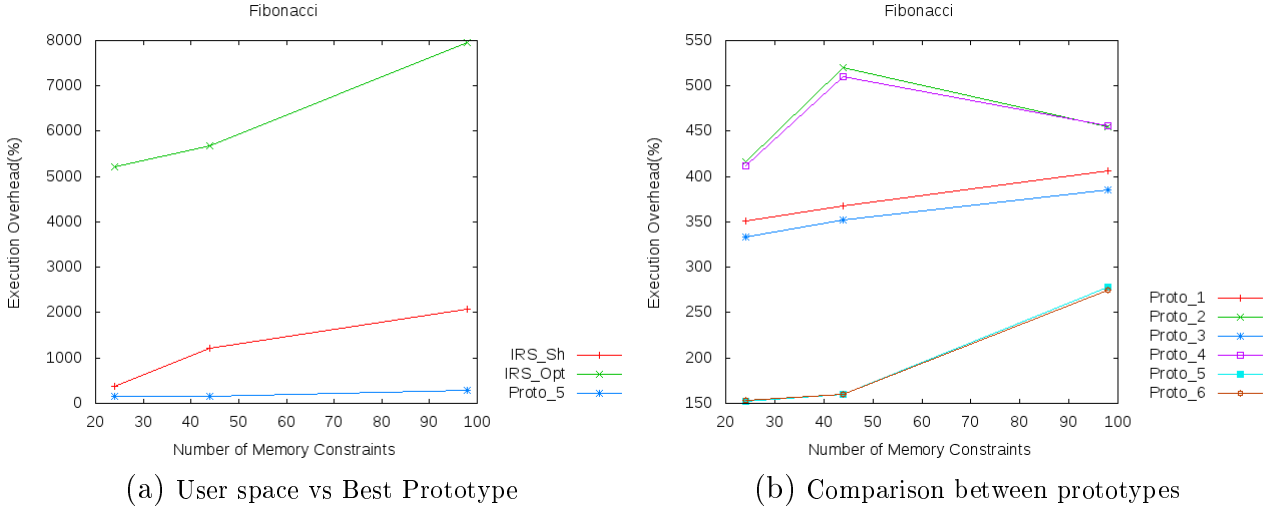 Fibonacci
8000
7000
6000
5000
4000
3000
2000
1000
0
Execution Overhead(%)
20 30 40 50 60 70 80 90 100
Number of Memory Constraints
IRS_Sh
IRS_Opt
Proto_5
(a) User space vs Best Prototype
Fibonacci
550
500
450
400
350
300
250
200
150
Execution Overhead(%)
20 30 40 50 60 70 80 90 100
Number of Memory Constraints
Proto_1
Proto_2
Proto_3
Proto_4
Proto_5
Proto_6
(b) Comparison between prototypes